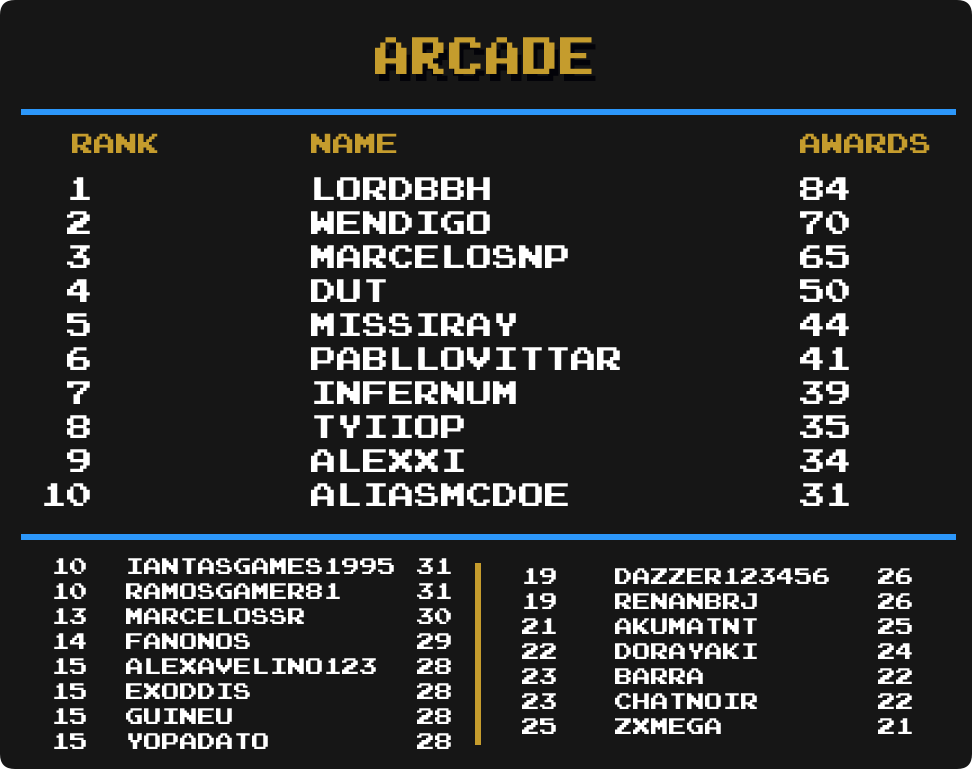 ARCADE
RANK NAME AWARDS
1 LORDBBH 84
2 WENDIGO 70
3 MARCELOSNP 65
4 DUT 50
5 MISSIRAY 44
6 PABLLOVITTAR 41
7 INFERNUM 39
8 TYIIOP 35
9 ALEXXI 34
10 ALIASMCDOE 31
10 IANTASGAMES1995 31
10 RAMOSGAMER81 31
13 MARCELOSSR 30
14 FANONOS 29
15 ALEXAVELINO123 28
15 EXODDIS 28
15 GUINEU 28
15 YOPADATO 28
19 DAZZER123456 26
19 RENANBRJ 26
21 AKUMATNT 25
22 DORAYAKI 24
23 BARRA 22
23 CHATNOIR 22
25 ZXMEGA 21